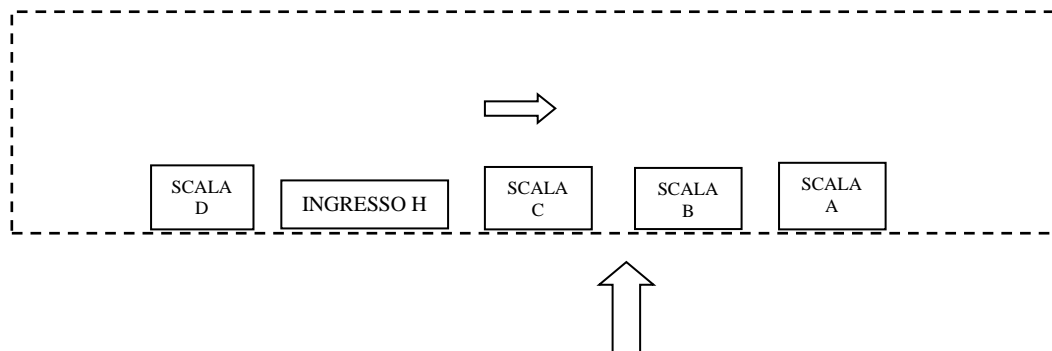 SCALA
D
INGRESSO H
SCALA
C
SCALA
B
SCALA
A